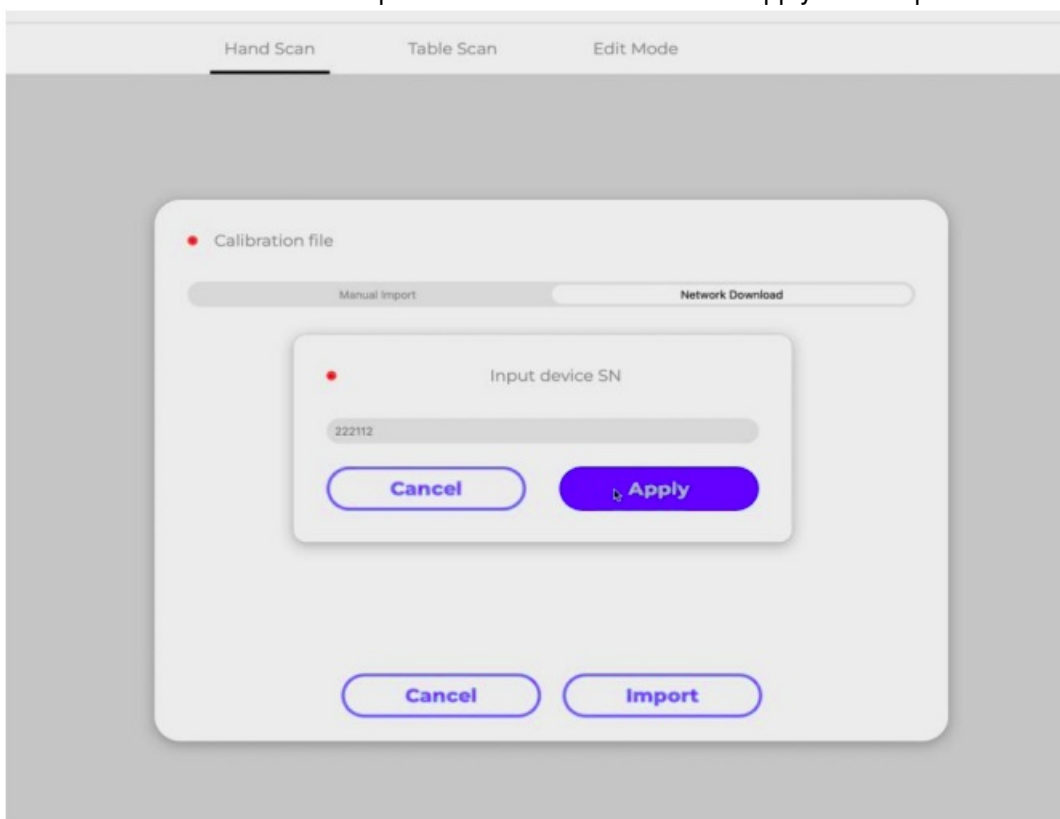 Hand Scan Table Scan Edit Mode
Calibration file
Manual Import Network Download
Input device SN
222112
Cancel Apply
Cancel Import